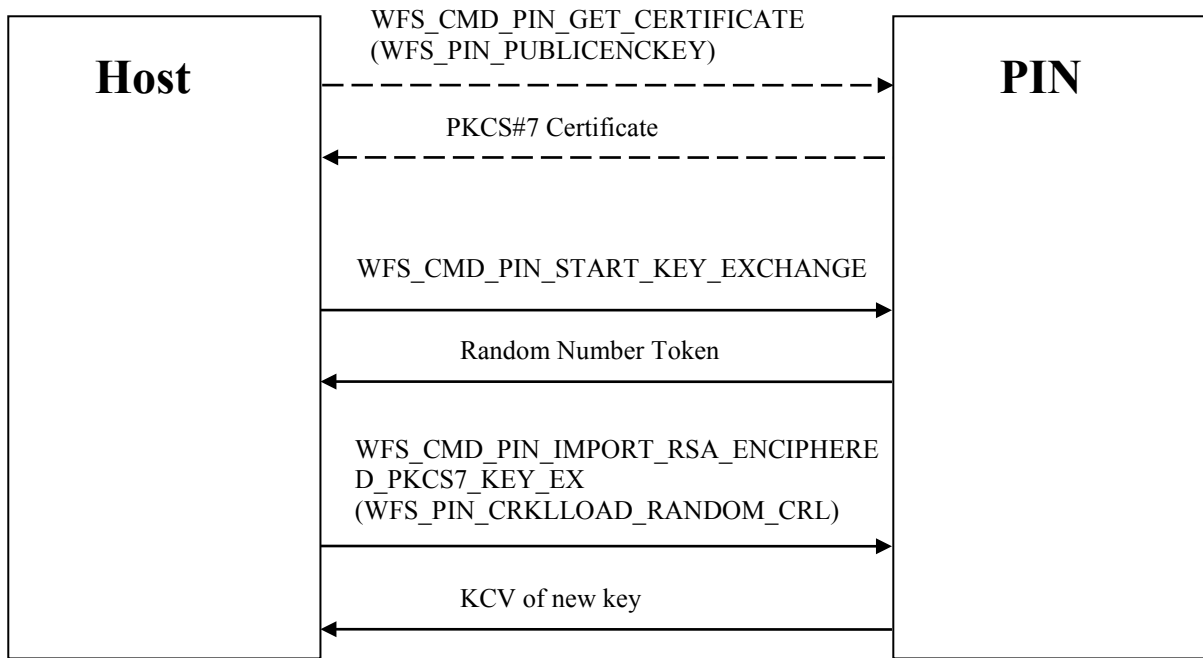 WFS_CMD_PIN_GET_CERTIFICATE
(WFS_PIN_PUBLICENCKEY)
Host
PIN
PKCS#7 Certificate
WFS_CMD_PIN_START_KEY_EXCHANGE
Random Number Token
WFS_CMD_PIN_IMPORT_RSA_ENCIPHERE
D_PKCS7_KEY_EX
(WFS_PIN_CRKLLOAD_RANDOM_CRL)
KCV of new key